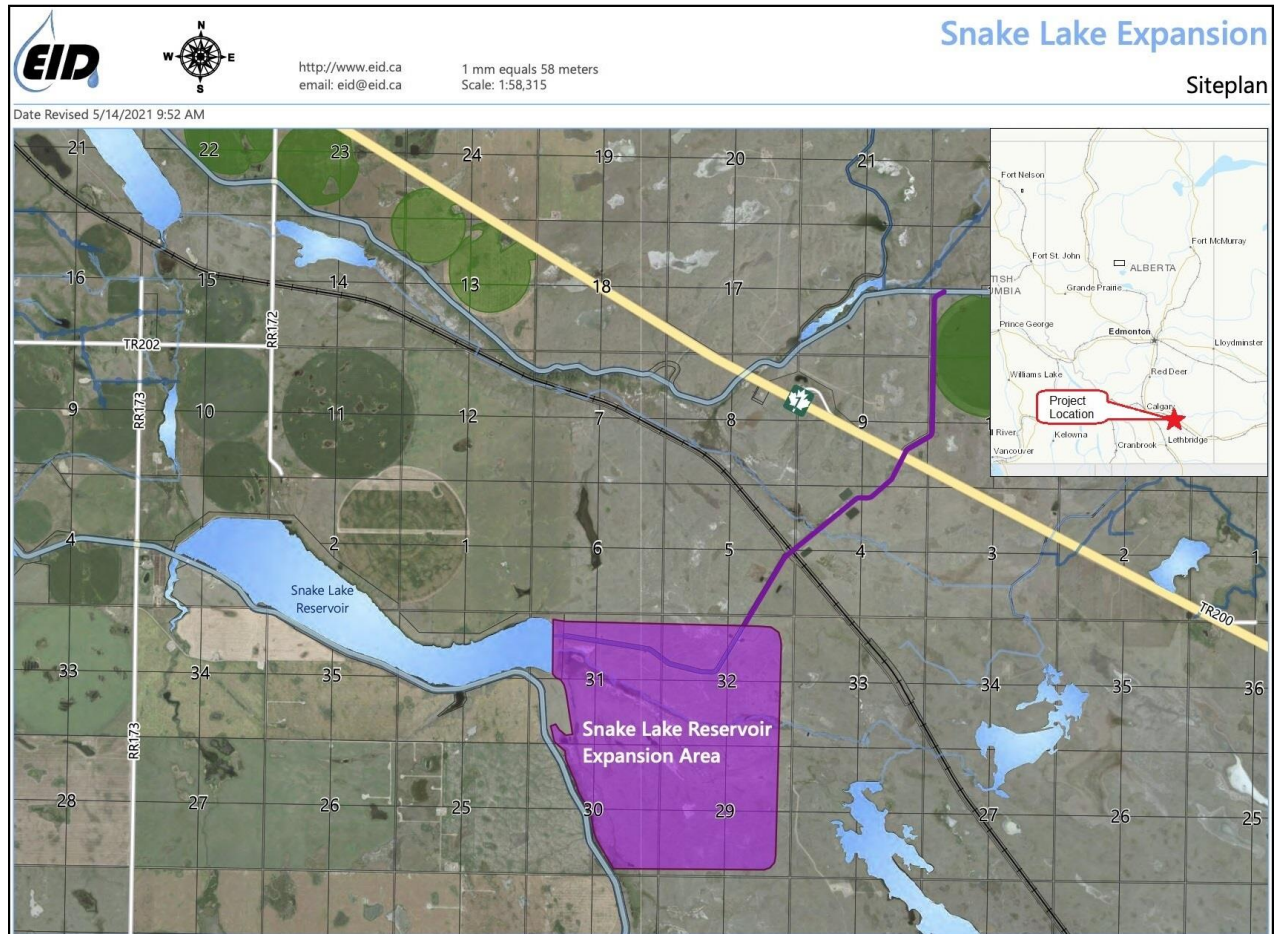 EID
N
W
E
S
http://www.eid.ca
email: eid@eid.ca
1 mm equals 58 meters
Scale: 1:58,315
Snake Lake Expansion
Siteplan
Date Revised 5/14/2021 9:52 AM
21 22 23 24 19 20 21
16 15 14 13 18 17
TR202
RR172
RR173
9 10 11 12 7 8 9 1
4 2 1 6 5 4 3 2 1
TR200
Snake Lake
Reservoir
33 34 35 31 32 33 34 35 36
RR173
Snake Lake Reservoir
Expansion Area
28 27 26 25 30 29 27 26 25
Fort Nelson
Fort McMurray
Fort St. John
ALBERTA
TISH
UMBIA
Grande Prairie
Prince George
Edmonton
Lloydminster
Williams Lake
Red Deer
Project
Location
Calgary
ll River
Kelowna
Cranbrook
Lethbridge
Vancouver
1